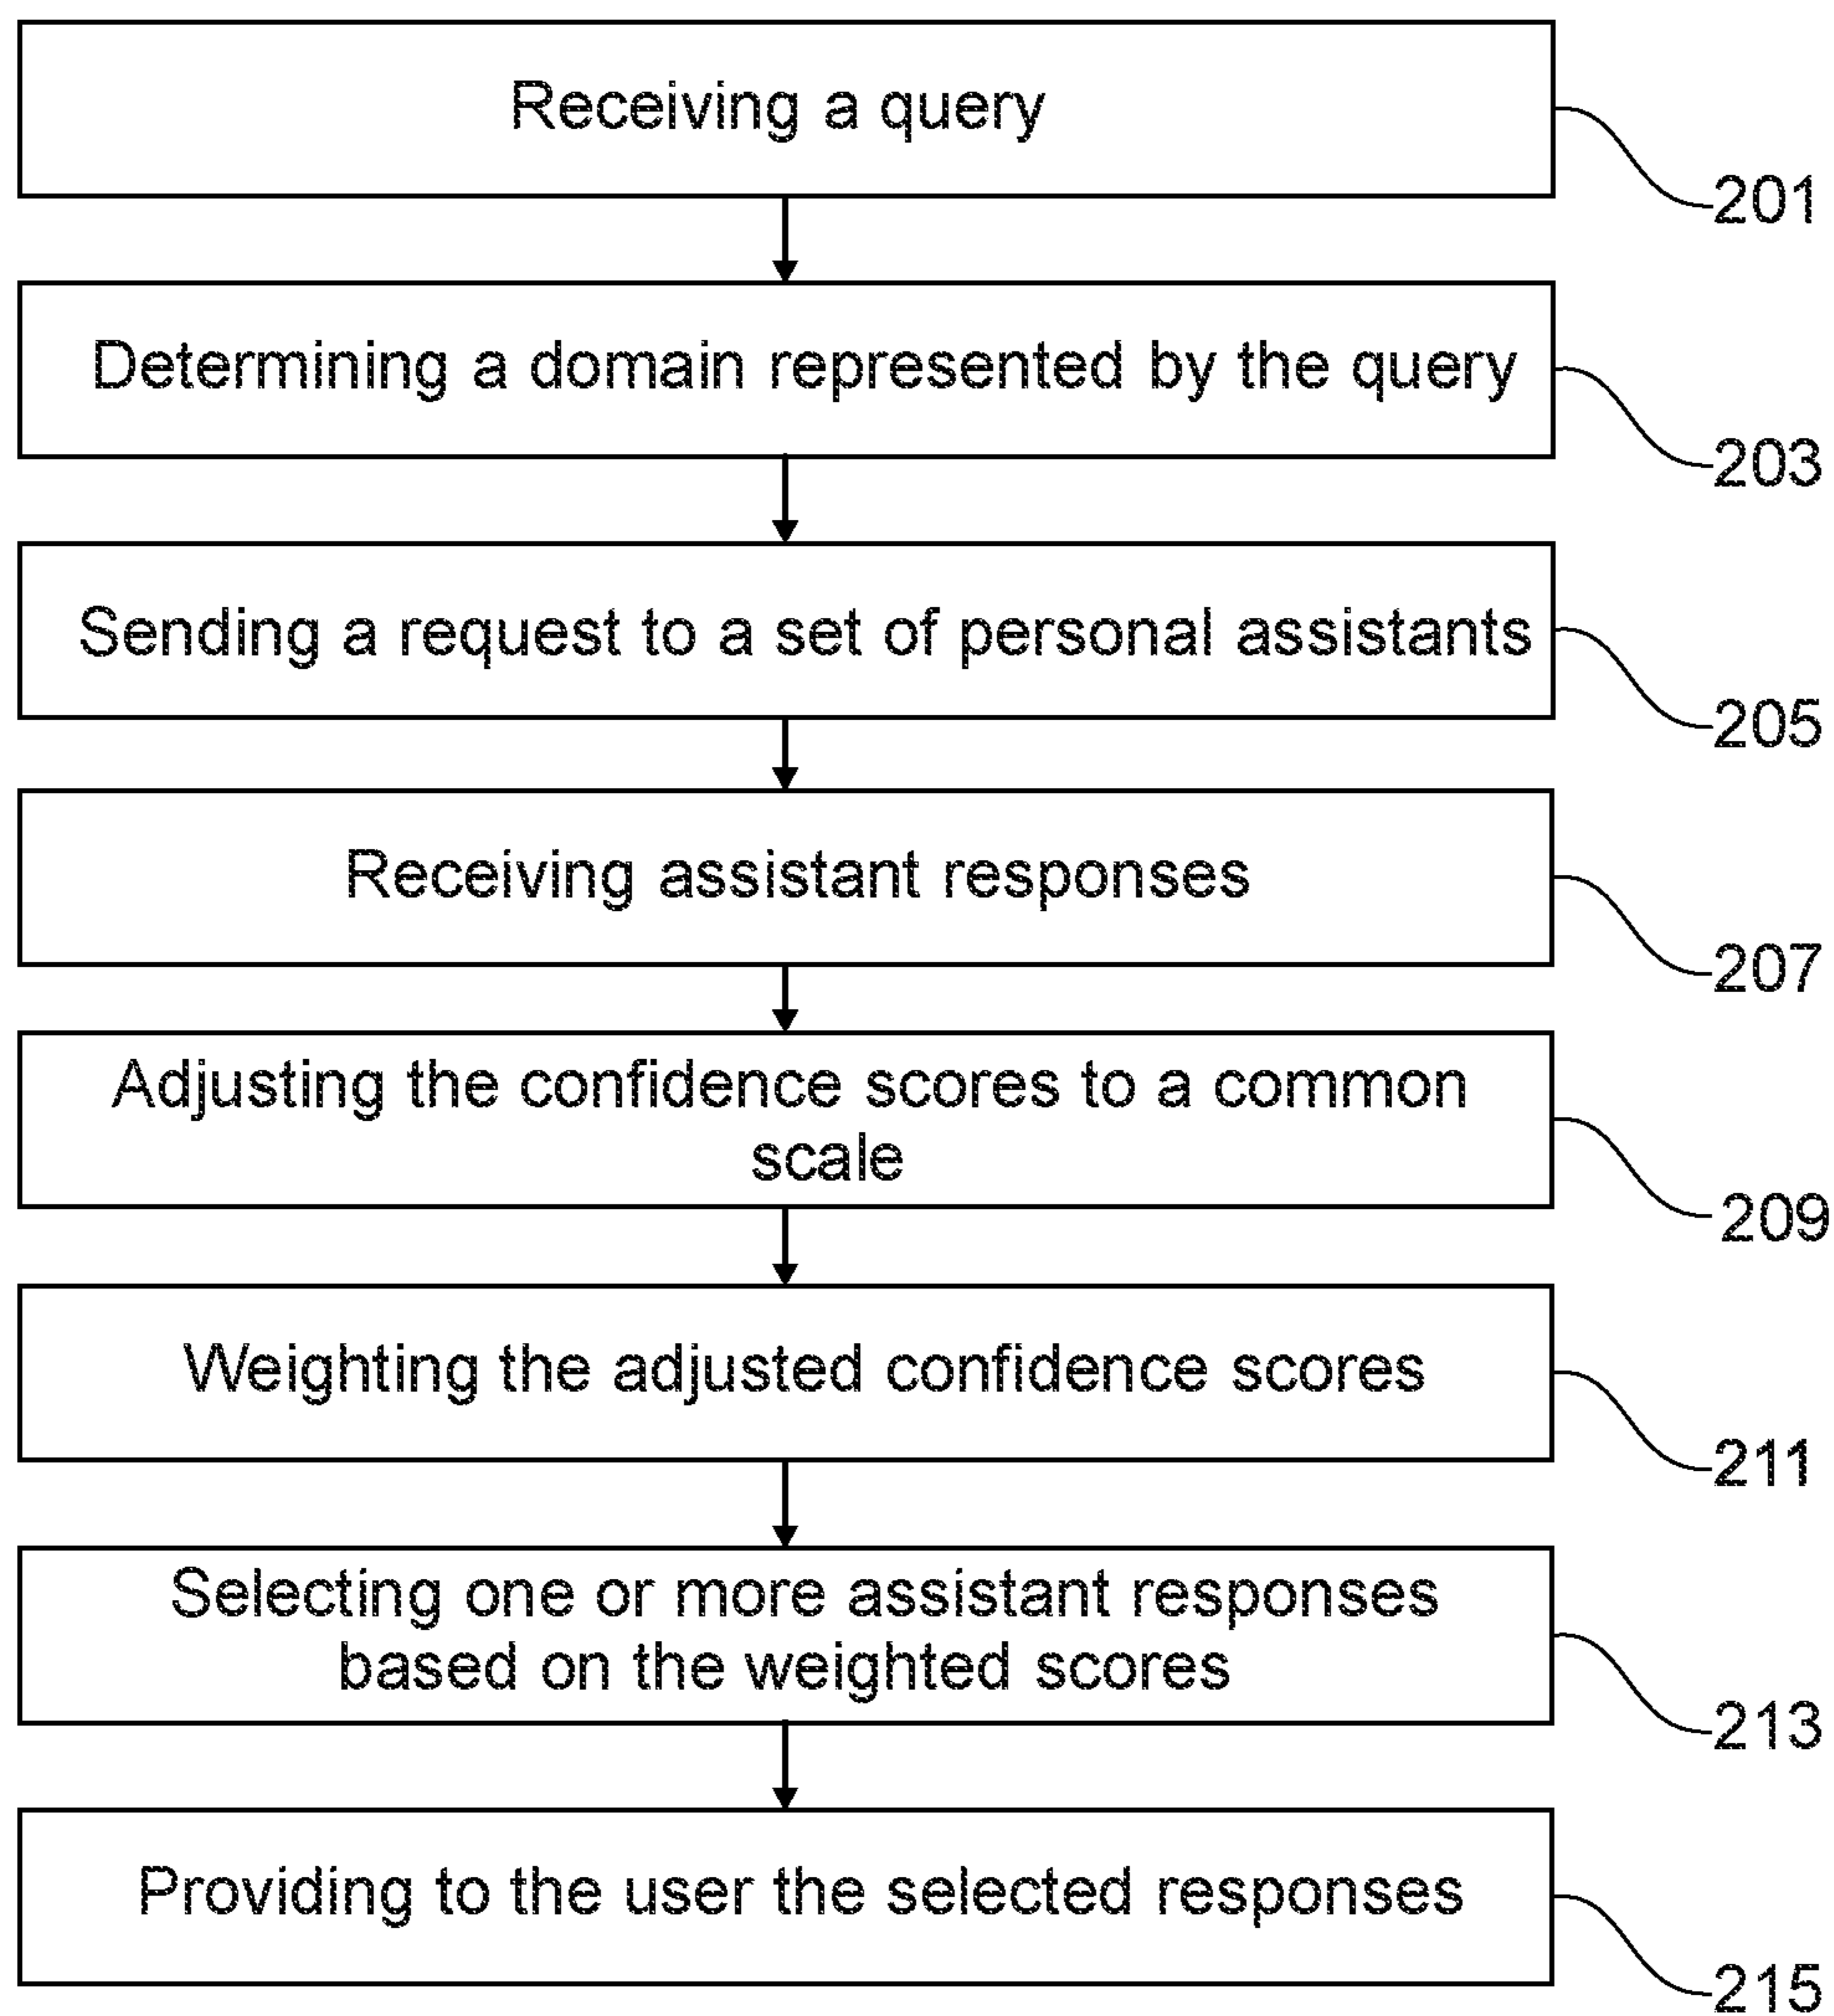 Receiving a query
201
Determining a domain represented by the query
203
Sending a request to a set of personal assistants
205
Receiving assistant responses
207
Adjusting the confidence scores to a common
scale
209
Weighting the adjusted confidence scores
211
Selecting one or more assistant responses
based on the weighted scores
213
Providing to the user the selected responses
215